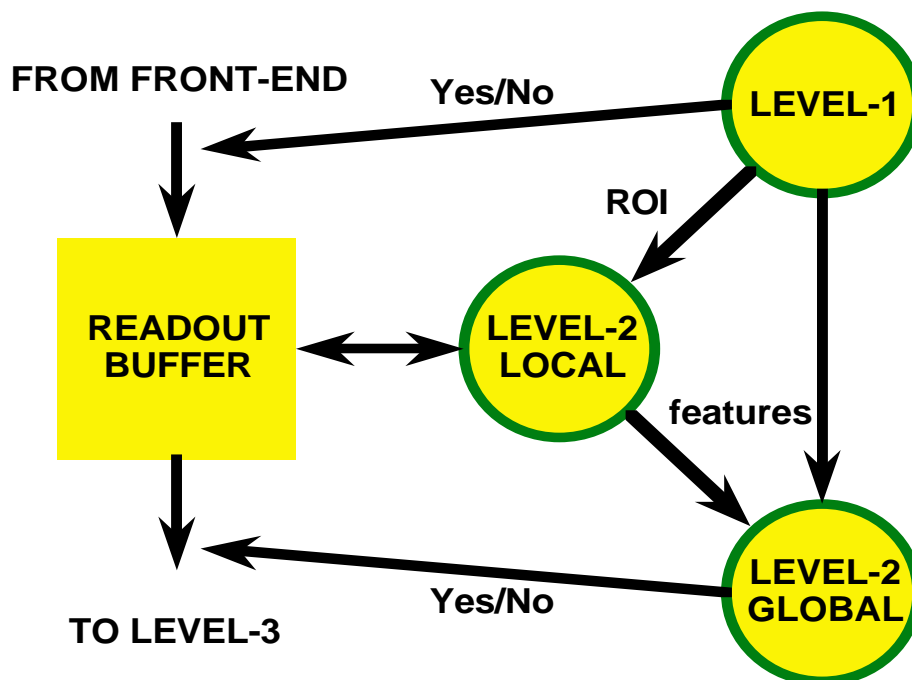 FROM FRONT-END
Yes/No
LEVEL-1
ROI
READOUT
BUFFER
LEVEL-2
LOCAL
features
LEVEL-2
GLOBAL
Yes/No
TO LEVEL-3